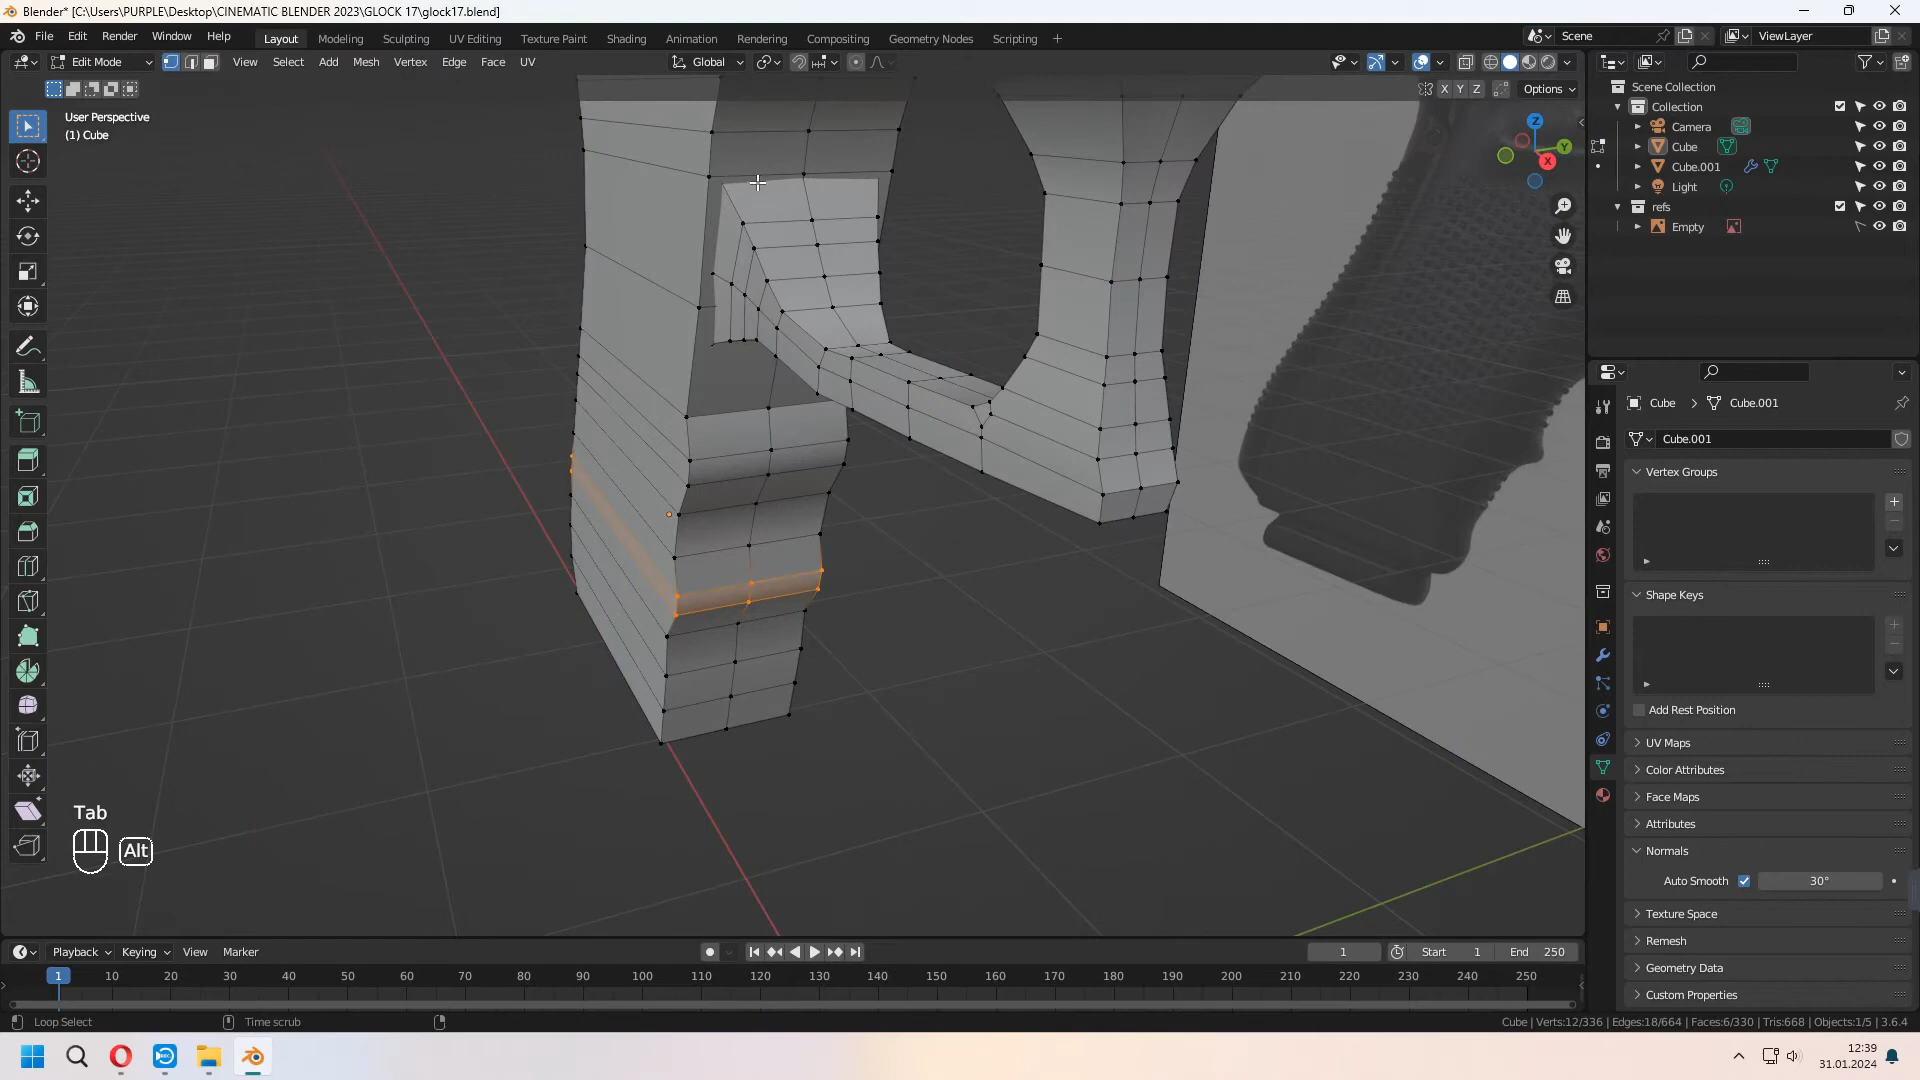 Blender* [C:\Users\PURPLE\Desktop\CINEMATIC BLENDER 2023\GLOCK 17\glock17.blend]
File Edit Render Window Help Layout Modeling Sculpting UV Editing Texture Paint Shading Animation Rendering Compositing Geometry Nodes Scripting + Scene ViewLayer
Edit Mode View Select Add Mesh Vertex Edge Face UV Global
X Y Z Options
User Perspective
(1) Cube
Z
Y
X
Scene Collection
Collection
Camera
Cube
Cube.001
Light
refs
Empty
Cube Cube.001
Cube.001
Vertex Groups
Shape Keys
Add Rest Position
UV Maps
Color Attributes
Face Maps
Attributes
Normals
Auto Smooth 30°
Texture Space
Remesh
Geometry Data
Custom Properties
Tab
Alt
Playback Keying View Marker 1 Start 1 End 250
1 10 20 30 40 50 60 70 80 90 100 110 120 130 140 150 160 170 180 190 200 210 220 230 240 250
Loop Select Time scrub Cube | Verts:12/336 | Edges:18/664 | Faces:6/330 | Tris:668 | Objects:1/5 | 3.6.4
12:39
31.01.2024